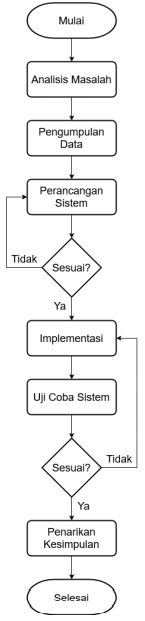 Mulai
Analisis Masalah
Pengumpulan
Data
Perancangan
Sistem
Tidak
Sesuai?
Ya
Implementasi
Uji Coba Sistem
Sesuai?
Tidak
Ya
Penarikan
Kesimpulan
Selesai